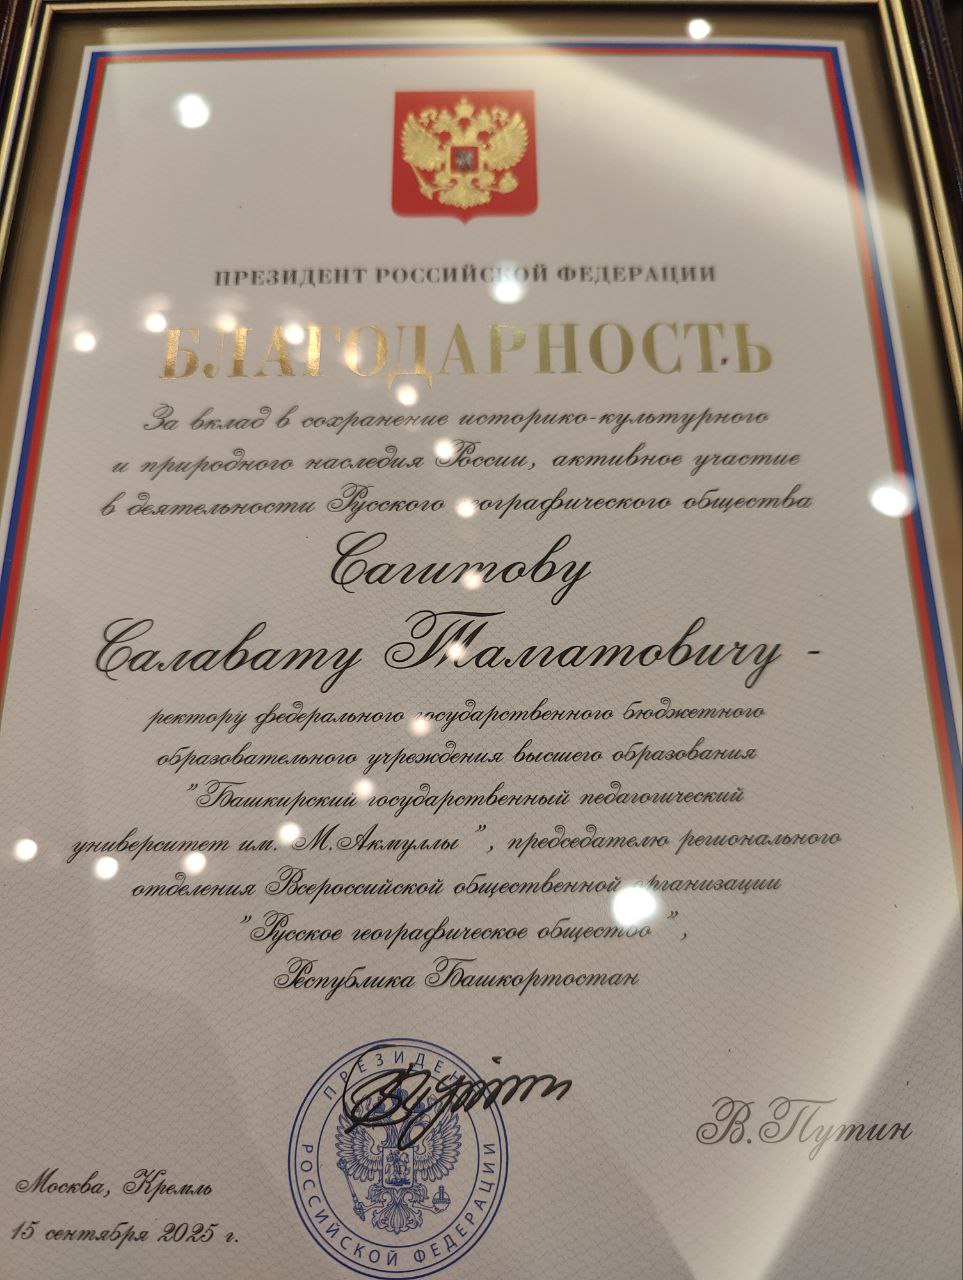 ПРЕЗИДЕНТ РОССИЙСКОЙ ФЕДЕРАЦИИ
БЛАГОДАРНОСТЬ
За вклад в сохранение историко-культурного
и природного наследия России, активное участие
в деятельности Русского географического общества
Сагитову
Салавату Талгатовичу -
ректору федерального государственного бюджетного
образовательного учреждения высшего образования
"Башкирский государственный педагогический
университет им. М.Акмуллы", председателю регионального
отделения Всероссийской общественной организации
"Русское географическое общество",
Республика Башкортостан
ПРЕЗИДЕНТ
РОССИЙСКОЙ ФЕДЕРАЦИИ
В.Путин
Москва, Кремль
15 сентября 2025 г.